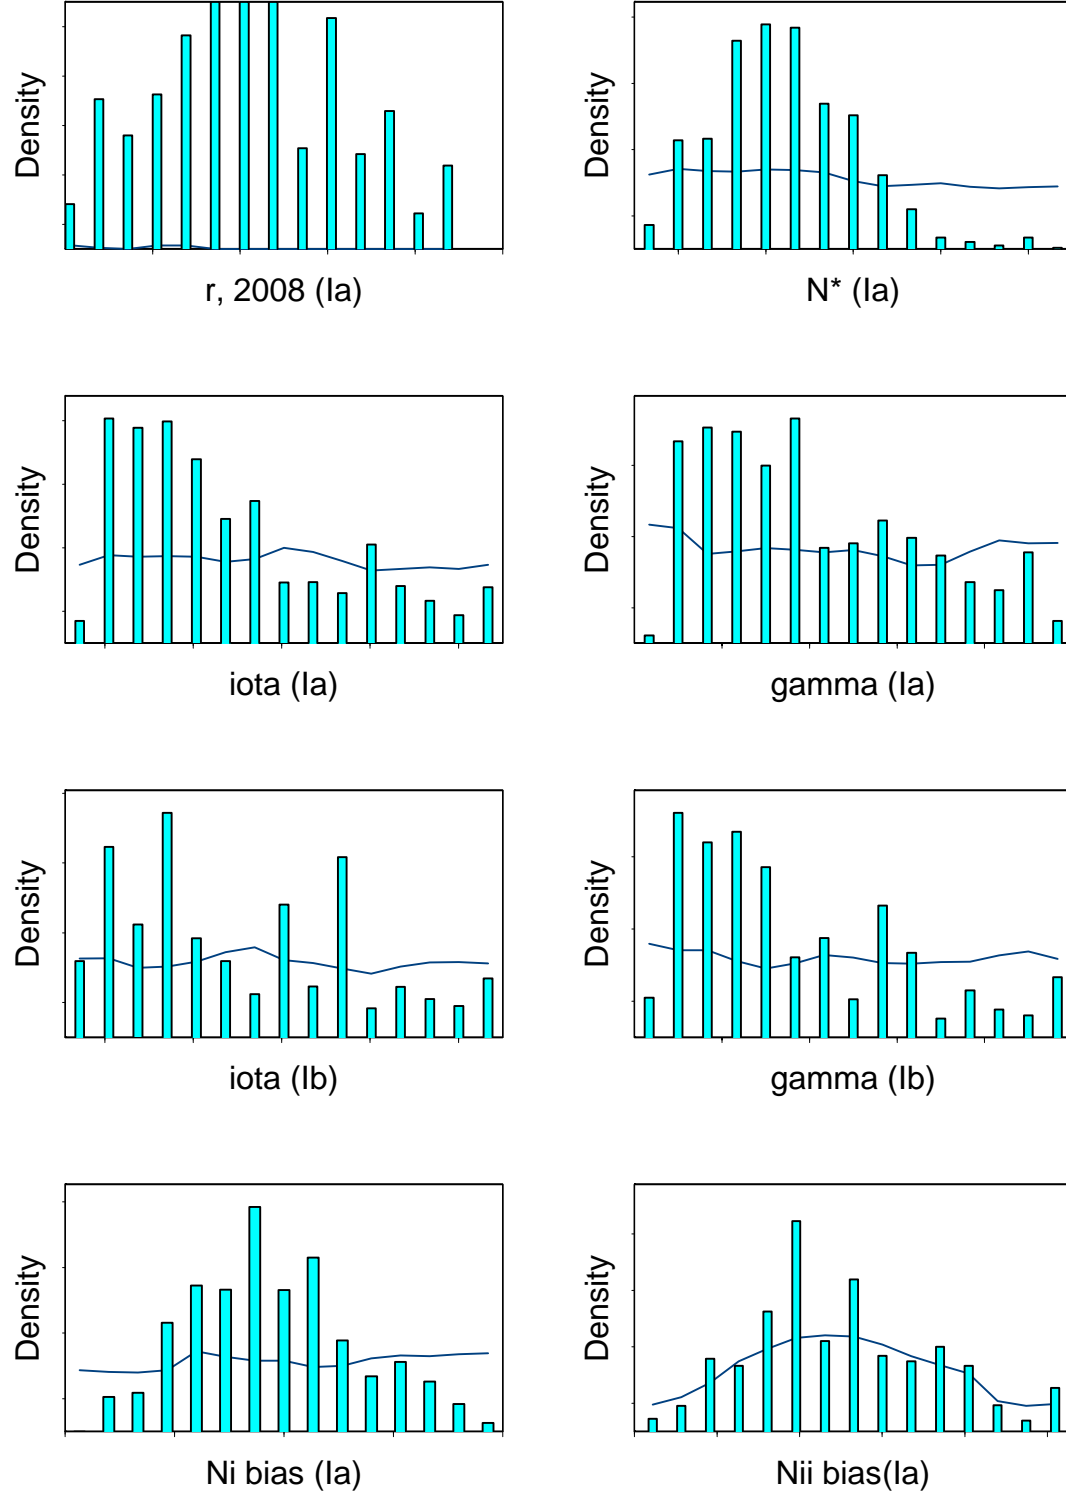 Density
r, 2008 (Ia)
Density
N* (Ia)
Density
iota (Ia)
Density
gamma (Ia)
Density
iota (Ib)
Density
gamma (Ib)
Density
Ni bias (Ia)
Density
Nii bias(Ia)